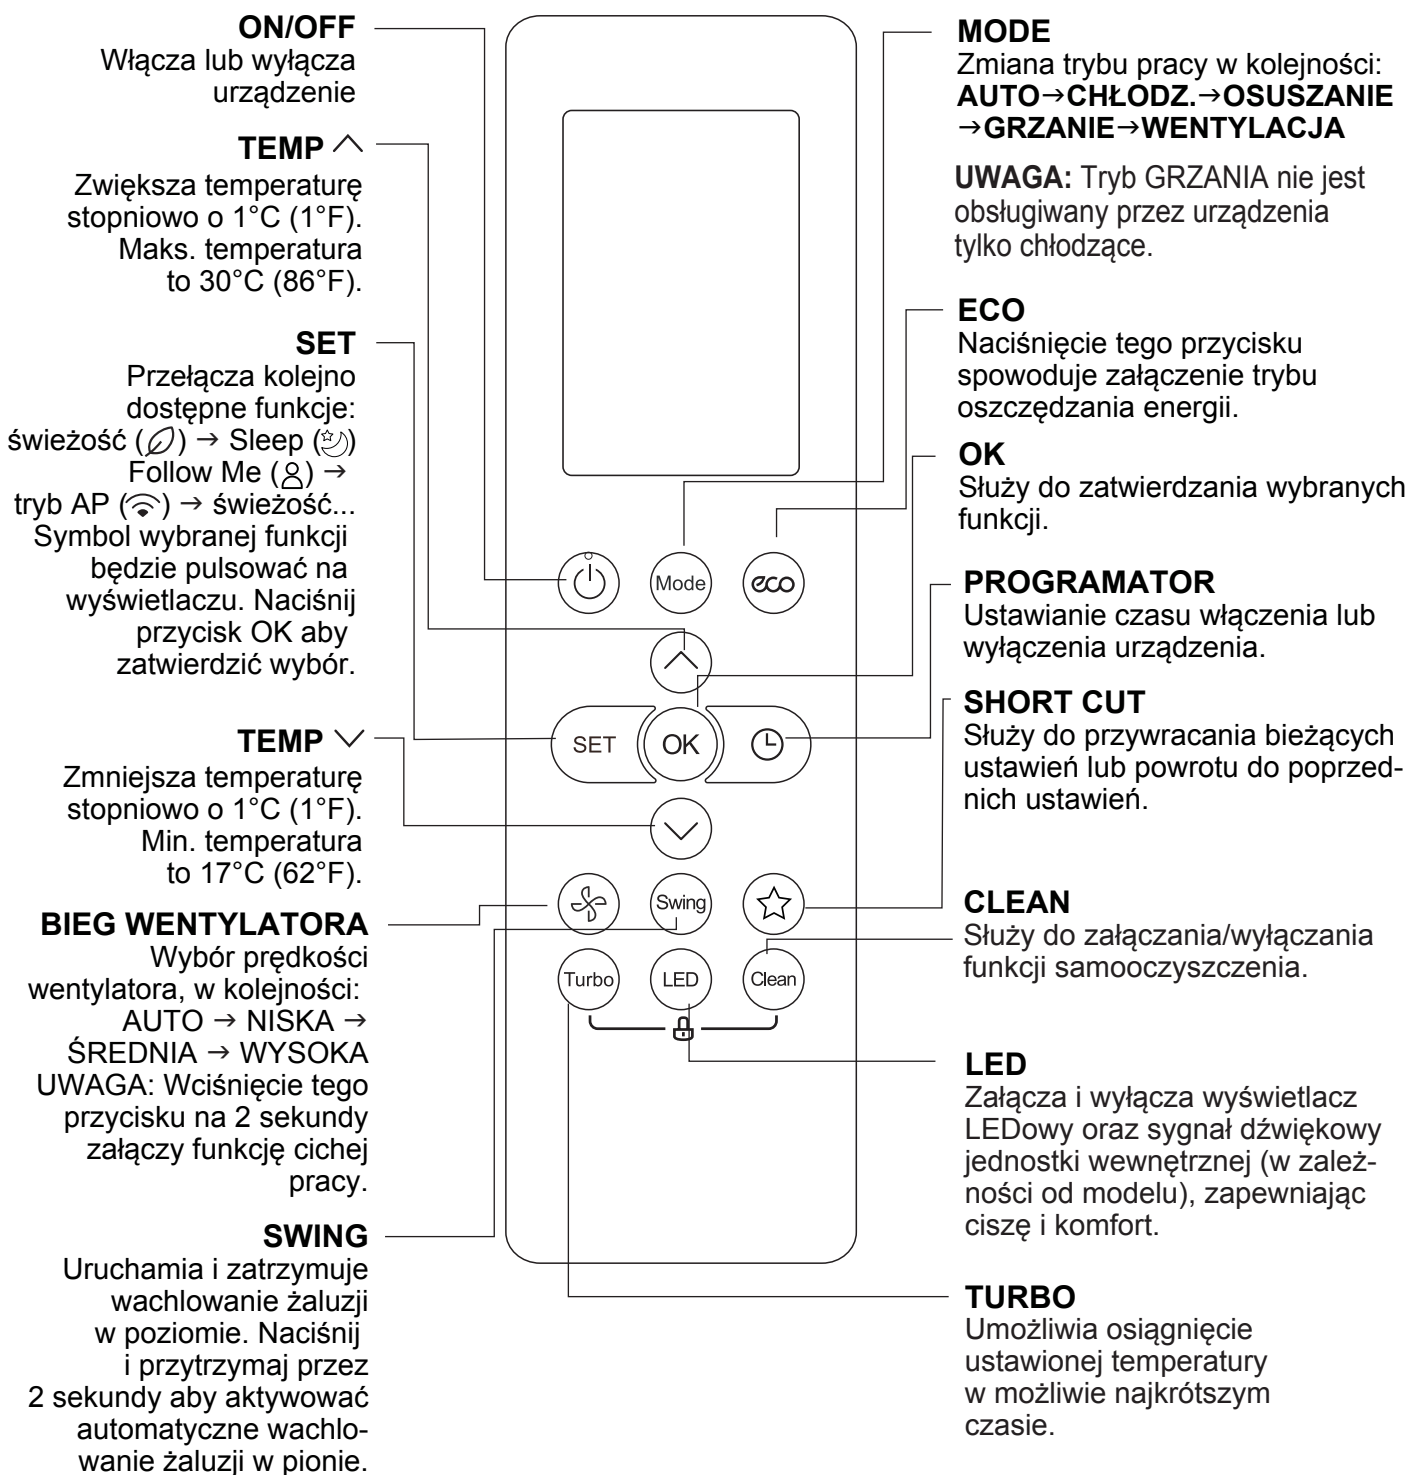 ON/OFF
Włącza lub wyłącza
urządzenie
TEMP
Zwiększa temperaturę
stopniowo o 1°C (1°F).
Maks. temperatura
to 30°C (86°F).
SET
Przełącza kolejno
dostępne funkcje:
świeżość ( ) → Sleep ( )
Follow Me ( ) →
tryb AP ( ) → świeżość...
Symbol wybranej funkcji
będzie pulsować na
wyświetlaczu. Naciśnij
przycisk OK aby
zatwierdzić wybór.
TEMP
Zmniejsza temperaturę
stopniowo o 1°C (1°F).
Min. temperatura
to 17°C (62°F).
BIEG WENTYLATORA
Wybór prędkości
wentylatora, w kolejności:
AUTO → NISKA →
ŚREDNIA → WYSOKA
UWAGA: Wciśnięcie tego
przycisku na 2 sekundy
załączy funkcję cichej
pracy.
SWING
Uruchamia i zatrzymuje
wachlowanie żaluzji
w poziomie. Naciśnij
i przytrzymaj przez
2 sekundy aby aktywować
automatyczne wachlo-
wanie żaluzji w pionie.
Mode
eco
SET
OK
Swing
Turbo
LED
Clean
MODE
Zmiana trybu pracy w kolejności:
AUTO→CHŁODZ.→OSUSZANIE
→GRZANIE→WENTYLACJA
UWAGA: Tryb GRZANIA nie jest
obsługiwany przez urządzenia
tylko chłodzące.
ECO
Naciśnięcie tego przycisku
spowoduje załączenie trybu
oszczędzania energii.
OK
Służy do zatwierdzania wybranych
funkcji.
PROGRAMATOR
Ustawianie czasu włączenia lub
wyłączenia urządzenia.
SHORT CUT
Służy do przywracania bieżących
ustawień lub powrotu do poprzed-
nich ustawień.
CLEAN
Służy do załączania/wyłączania
funkcji samooczyszczenia.
LED
Załącza i wyłącza wyświetlacz
LEDowy oraz sygnał dźwiękowy
jednostki wewnętrznej (w zależ-
ności od modelu), zapewniając
ciszę i komfort.
TURBO
Umożliwia osiągnięcie
ustawionej temperatury
w możliwie najkrótszym
czasie.